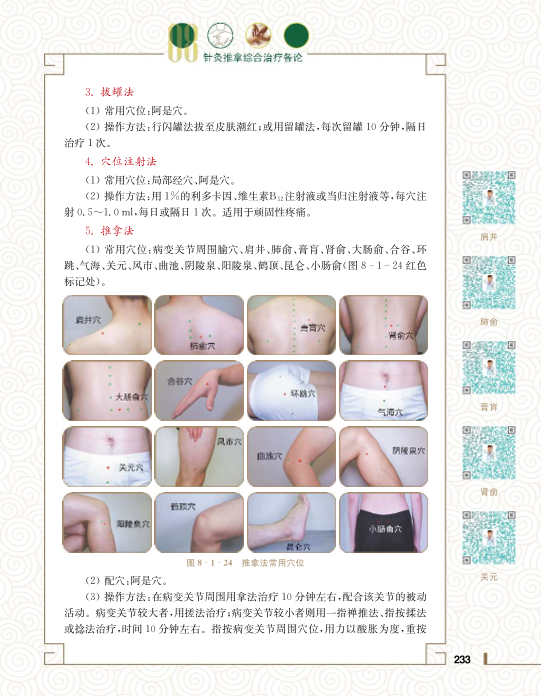 08
针灸推拿综合治疗备论
3. 拔罐法
(1) 常用穴位:阿是穴。
(2) 操作方法:行闪罐法拔至皮肤潮红;或用留罐法,每次留罐 10 分钟,隔日
治疗 1 次。
4. 穴位注射法
(1) 常用穴位:局部经穴、阿是穴。
(2) 操作方法:用 1%的利多卡因、维生素B₁₂注射液或当归注射液等,每穴注
射 0.5~1.0 ml,每日或隔日 1 次。适用于顽固性疼痛。
5. 推拿法
(1) 常用穴位:病变关节周围腧穴、肩井、肺俞、膏肓、肾俞、大肠俞、合谷、环
跳、气海、关元、风市、曲池、阴陵泉、阳陵泉、鹤顶、昆仑、小肠俞(图 8-1-24 红色
标记处)。
肩井穴
肺俞穴
膏肓穴
肾俞穴
大肠俞穴
合谷穴
环跳穴
气海穴
关元穴
风市穴
曲池穴
阴陵泉穴
阳陵泉穴
鹤顶穴
昆仑穴
小肠俞穴
图 8-1-24 推拿法常用穴位
(2) 配穴:阿是穴。
(3) 操作方法:在病变关节周围用拿法治疗 10 分钟左右,配合该关节的被动
活动。病变关节较大者,用搓法治疗;病变关节较小者则用一指禅推法、指按揉法
或捻法治疗,时间 10 分钟左右。指按病变关节周围穴位,用力以酸胀为度,重按
肩井
肺俞
膏肓
肾俞
关元
233